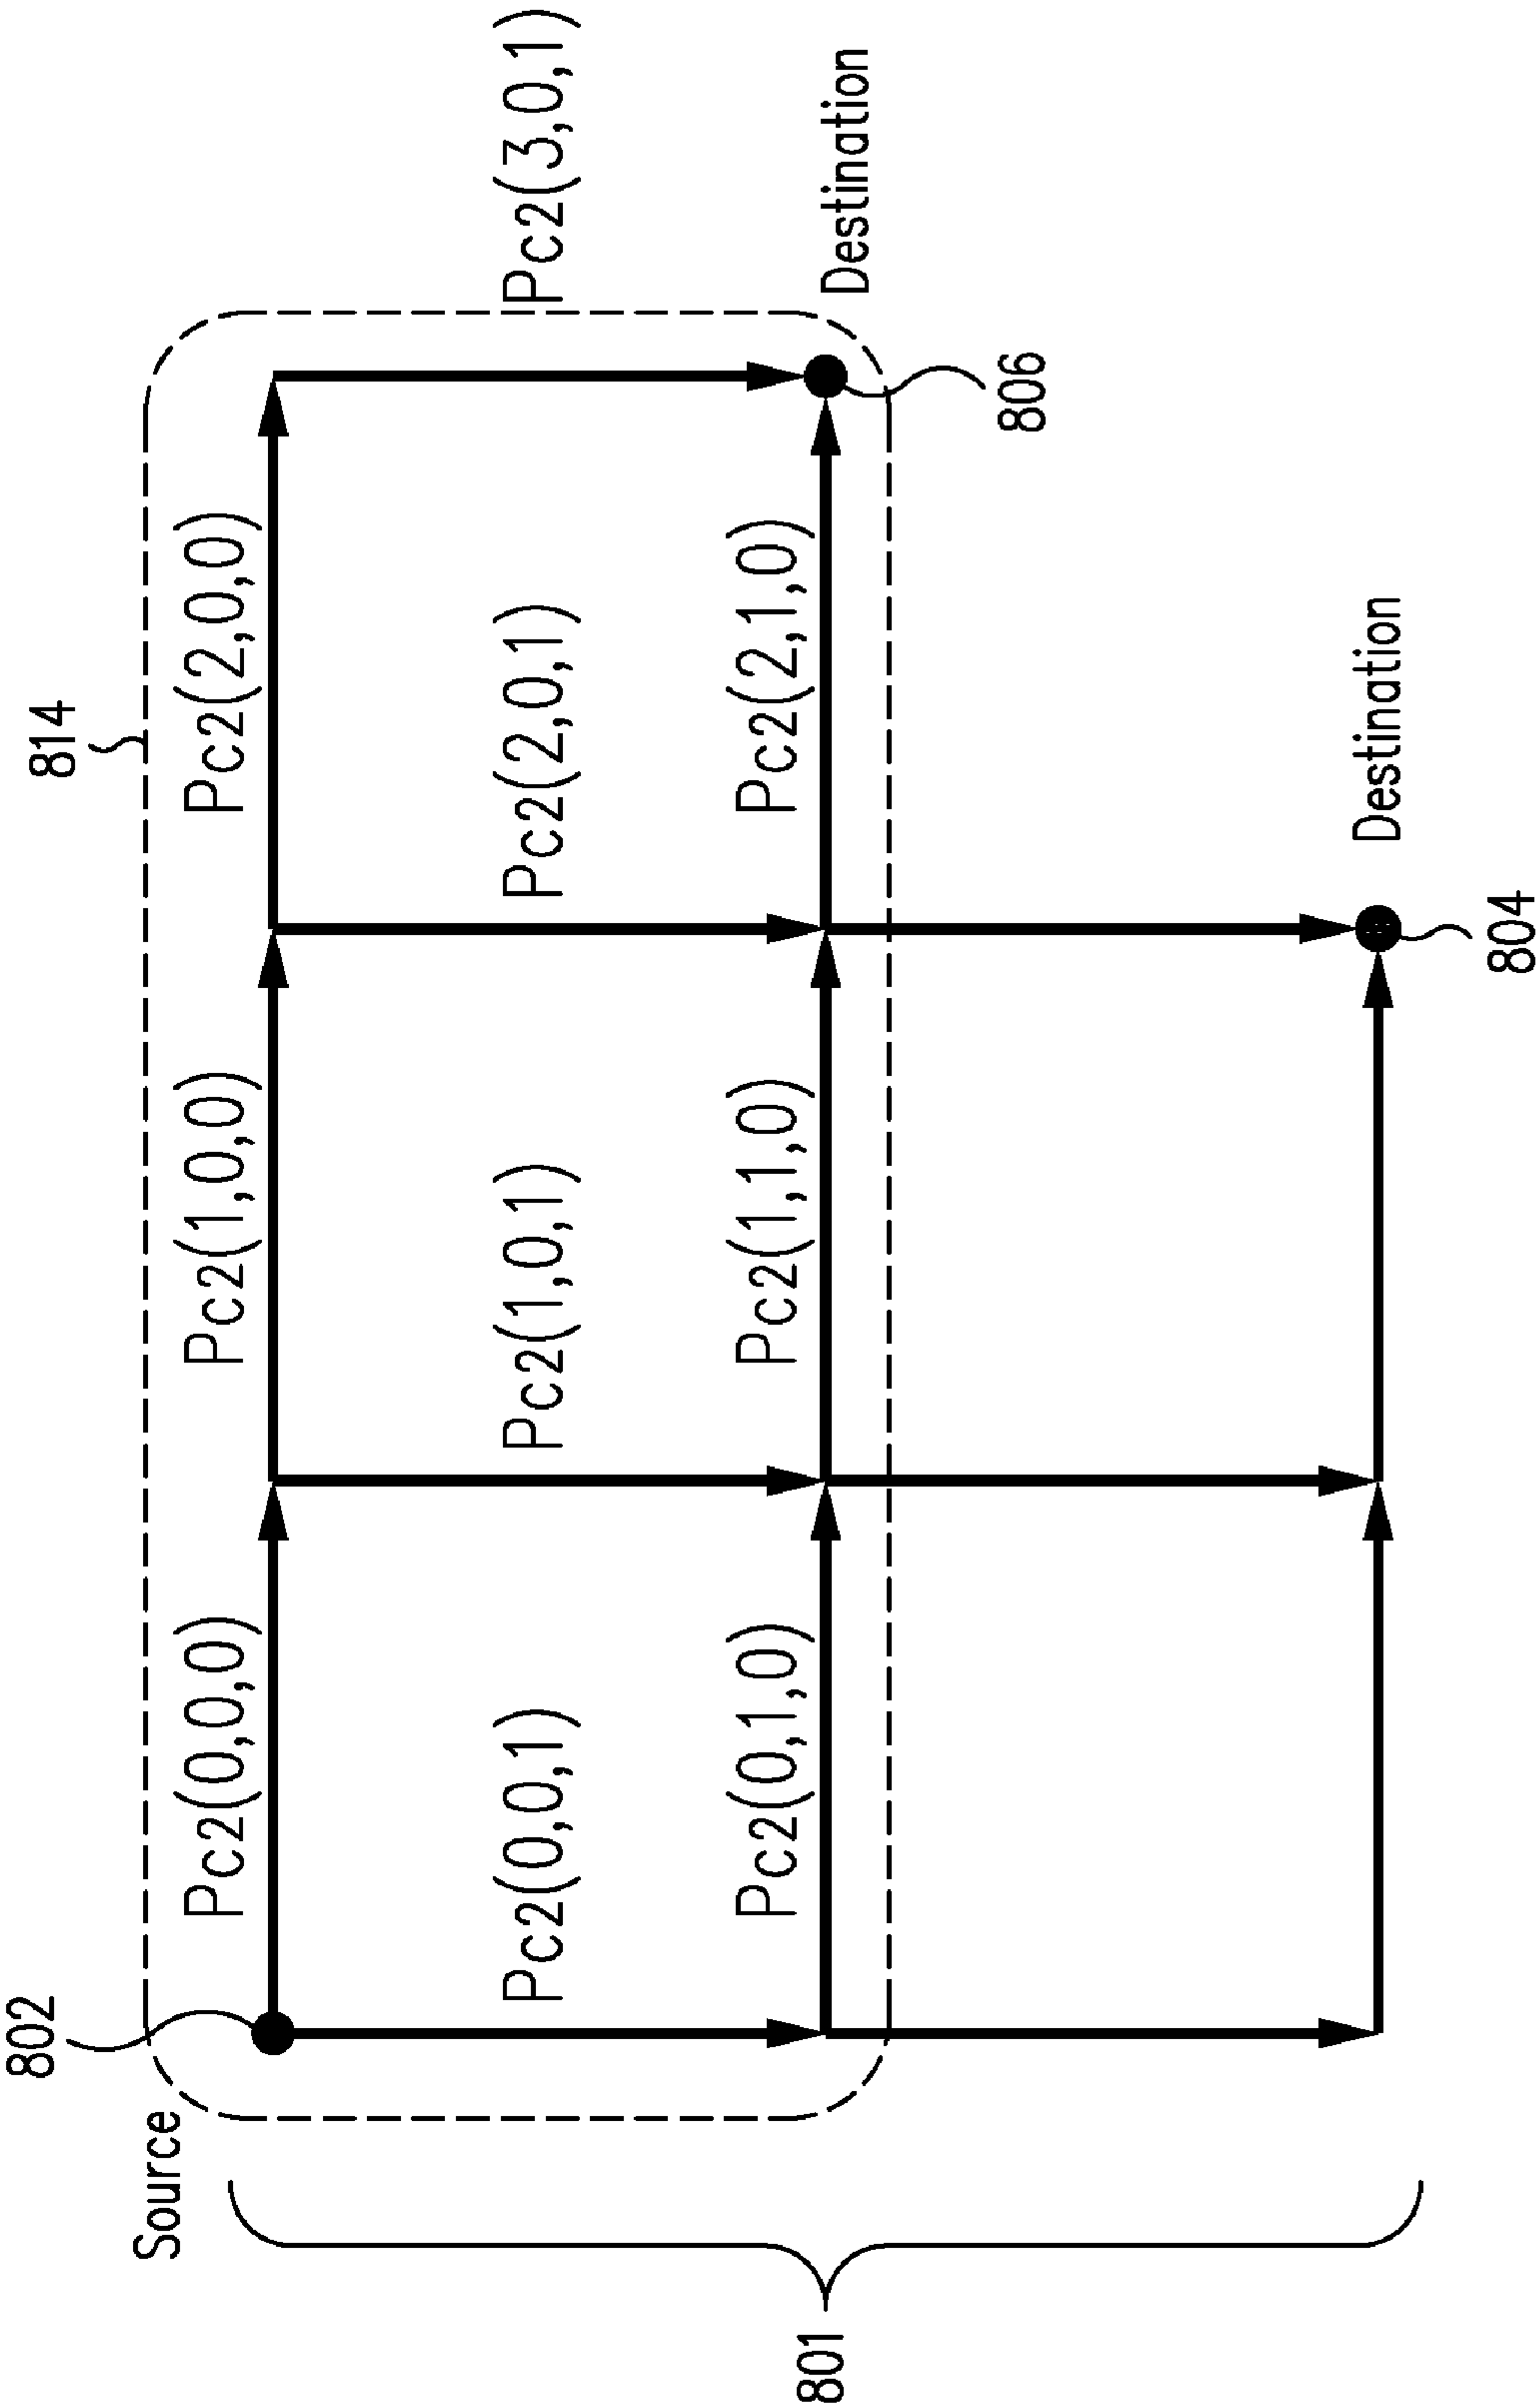 814
802
Source
Pc2(0,0,0)
Pc2(1,0,0)
Pc2(2,0,0)
Pc2(0,0,1)
Pc2(1,0,1)
Pc2(2,0,1)
Pc2(3,0,1)
Pc2(0,1,0)
Pc2(1,1,0)
Pc2(2,1,0)
Destination
801
806
Destination
804